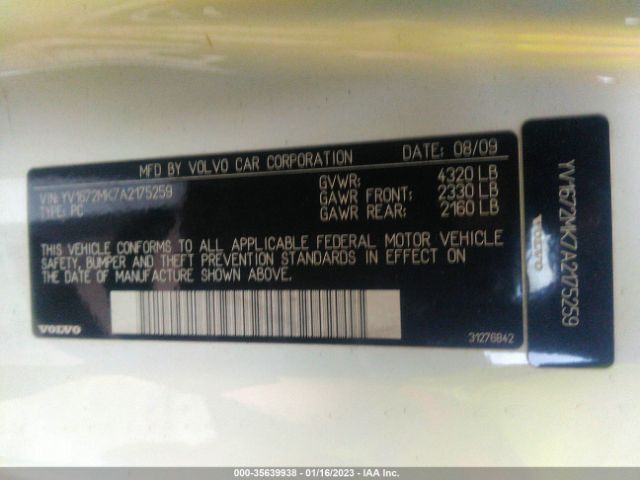 MFD BY VOLVO CAR CORPORATION DATE: 08/09
VIN: YV1672MK7A2175259
TYPE: PC
GVWR: 4320 LB
GAWR FRONT: 2330 LB
GAWR REAR: 2160 LB
THIS VEHICLE CONFORMS TO ALL APPLICABLE FEDERAL MOTOR VEHICLE
SAFETY, BUMPER AND THEFT PREVENTION STANDARDS IN EFFECT ON
THE DATE OF MANUFACTURE SHOWN ABOVE.
VOLVO
31276842
YV1672MK7A2175259
VOLVO
000-35639938 - 01/16/2023 - IAA Inc.